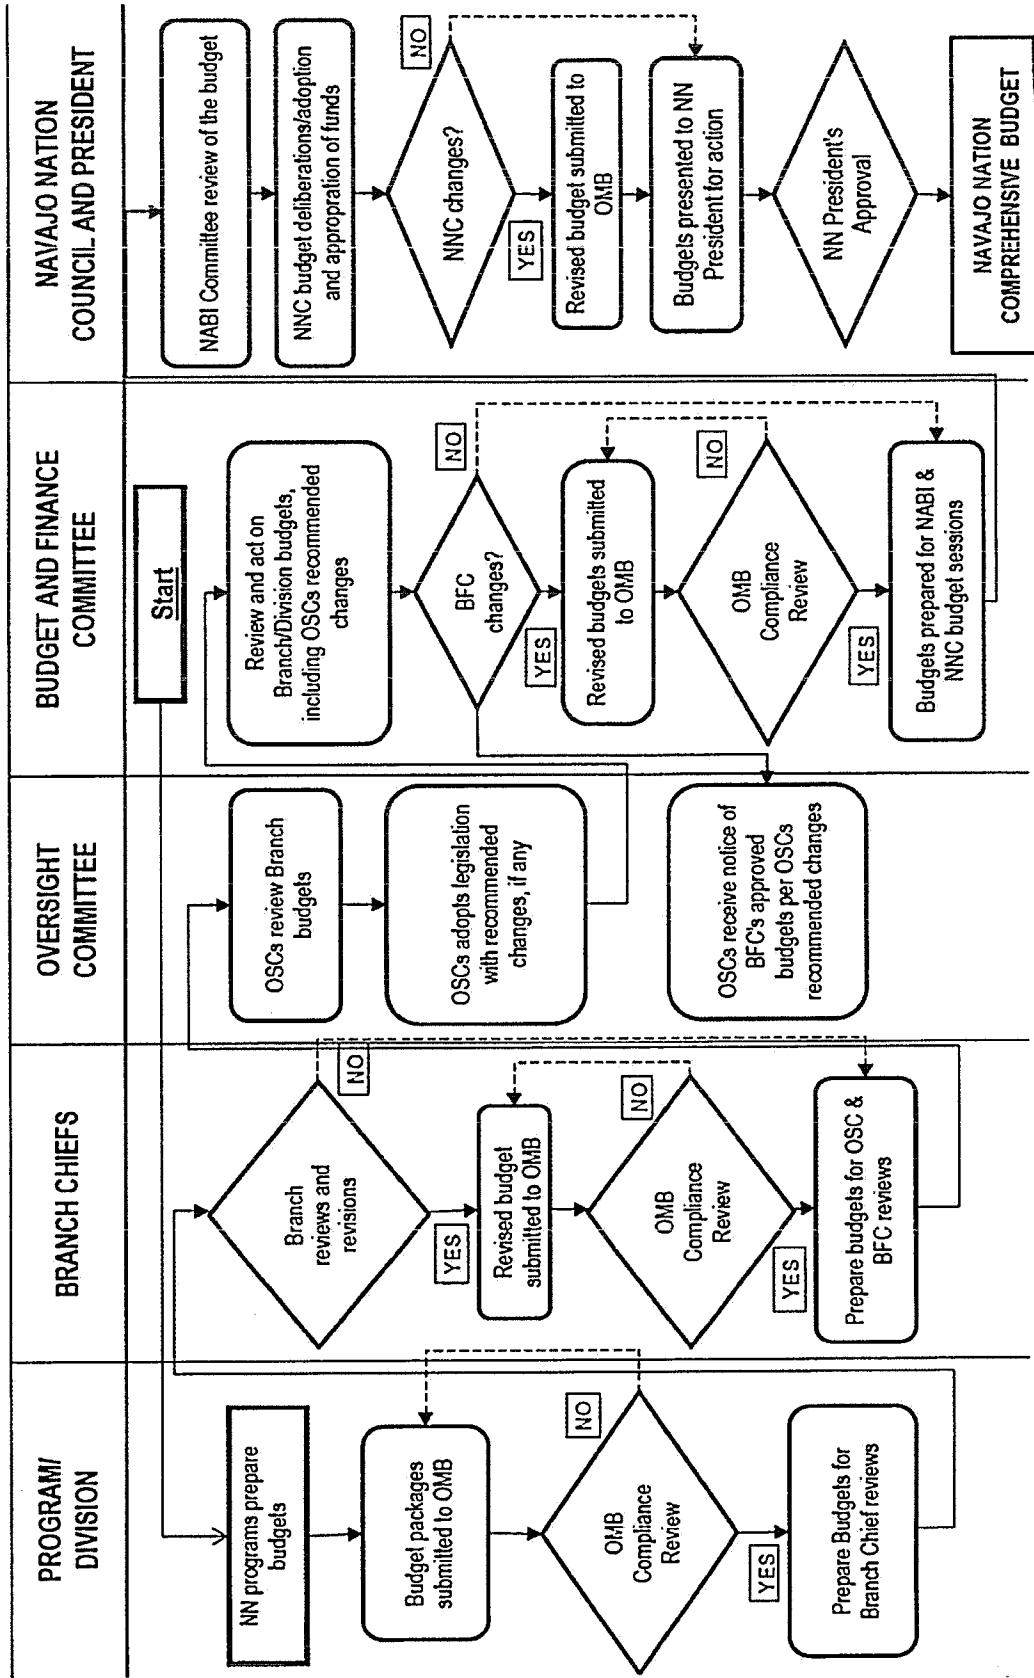 PROGRAM/
DIVISION
NN programs prepare
budgets
Budget packages
submitted to OMB
OMB
Compliance
Review
NO
YES
Prepare Budgets for
Branch Chief reviews
BRANCH CHIEFS
Branch
reviews and
revisions
NO
YES
Revised budget
submitted to OMB
OMB
Compliance
Review
NO
YES
Prepare budgets for OSC &
BFC reviews
OVERSIGHT
COMMITTEE
OSCs review Branch
budgets
OSCs adopts legislation
with recommended
changes, if any
OSCs receive notice of
BFC's approved
budgets per OSCs
recommended changes
BUDGET AND FINANCE
COMMITTEE
Start
Review and act on
Branch/Division budgets,
including OSCs recommended
changes
BFC
changes?
NO
YES
Revised budgets submitted
to OMB
OMB
Compliance
Review
NO
YES
Budgets prepared for NABI &
NNC budget sessions
NAVAJO NATION
COUNCIL AND PRESIDENT
NABI Committee review of the budget
NNC budget deliberations/adoption
and appropration of funds
NNC changes?
NO
YES
Revised budget submitted to
OMB
Budgets presented to NN
President for action
NN President's
Approval
NAVAJO NATION
COMPREHENSIVE BUDGET